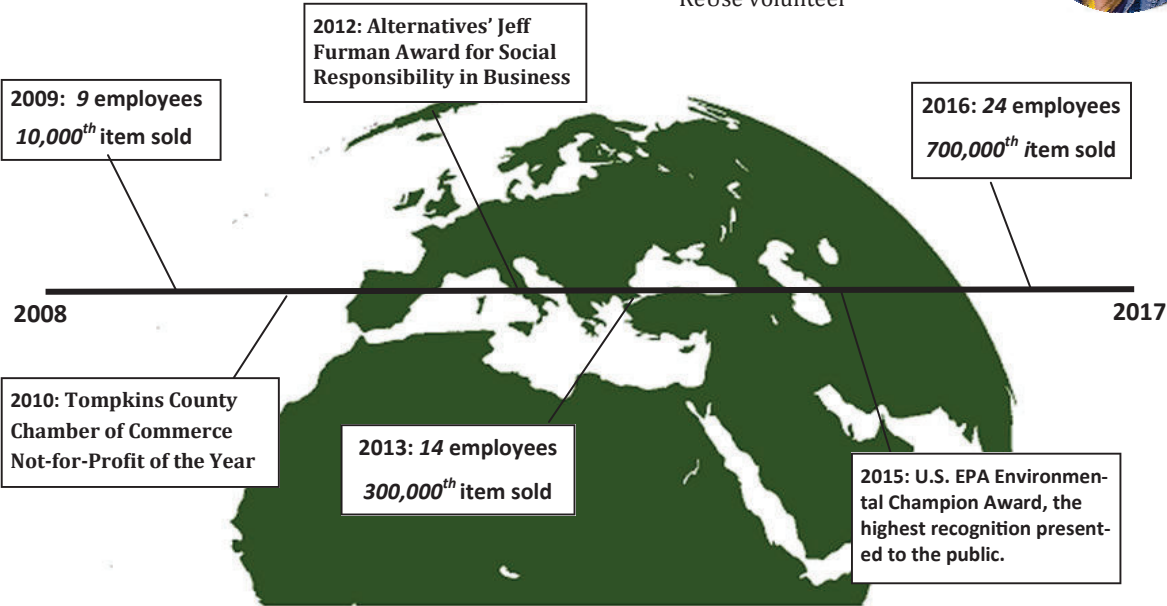 ReUse volunteer
2012: Alternatives’ Jeff
Furman Award for Social
Responsibility in Business
2009: 9 employees
10,000th item sold
2016: 24 employees
700,000th item sold
2008
2017
2010: Tompkins County
Chamber of Commerce
Not-for-Profit of the Year
2013: 14 employees
300,000th item sold
2015: U.S. EPA Environmen-
tal Champion Award, the
highest recognition present-
ed to the public.